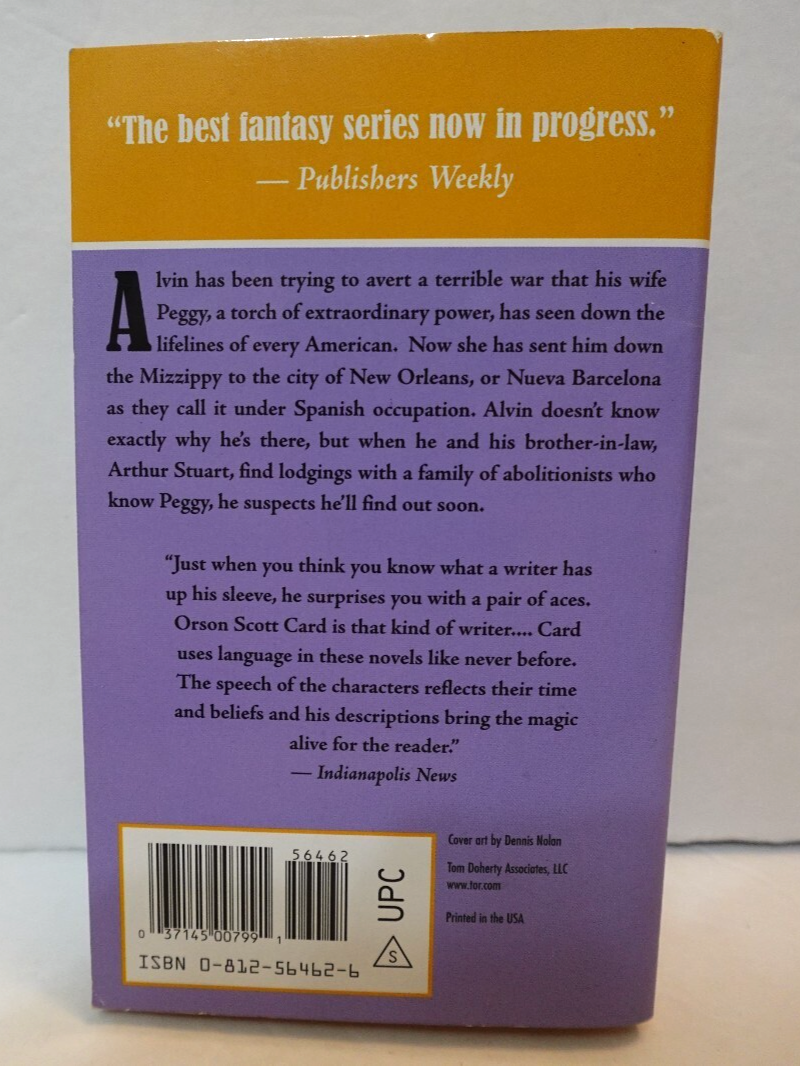 “The best fantasy series now in progress.”
— Publishers Weekly
Alvin has been trying to avert a terrible war that his wife
Peggy, a torch of extraordinary power, has seen down the
lifelines of every American. Now she has sent him down
the Mizzippy to the city of New Orleans, or Nueva Barcelona
as they call it under Spanish occupation. Alvin doesn't know
exactly why he's there, but when he and his brother-in-law,
Arthur Stuart, find lodgings with a family of abolitionists who
know Peggy, he suspects he'll find out soon.
“Just when you think you know what a writer has
up his sleeve, he surprises you with a pair of aces.
Orson Scott Card is that kind of writer.... Card
uses language in these novels like never before.
The speech of the characters reflects their time
and beliefs and his descriptions bring the magic
alive for the reader.”
— Indianapolis News
56462
0 37145 00799 1
UPC
S
ISBN 0-812-56462-6
Cover art by Dennis Nolan
Tom Doherty Associates, LLC
www.tor.com
Printed in the USA